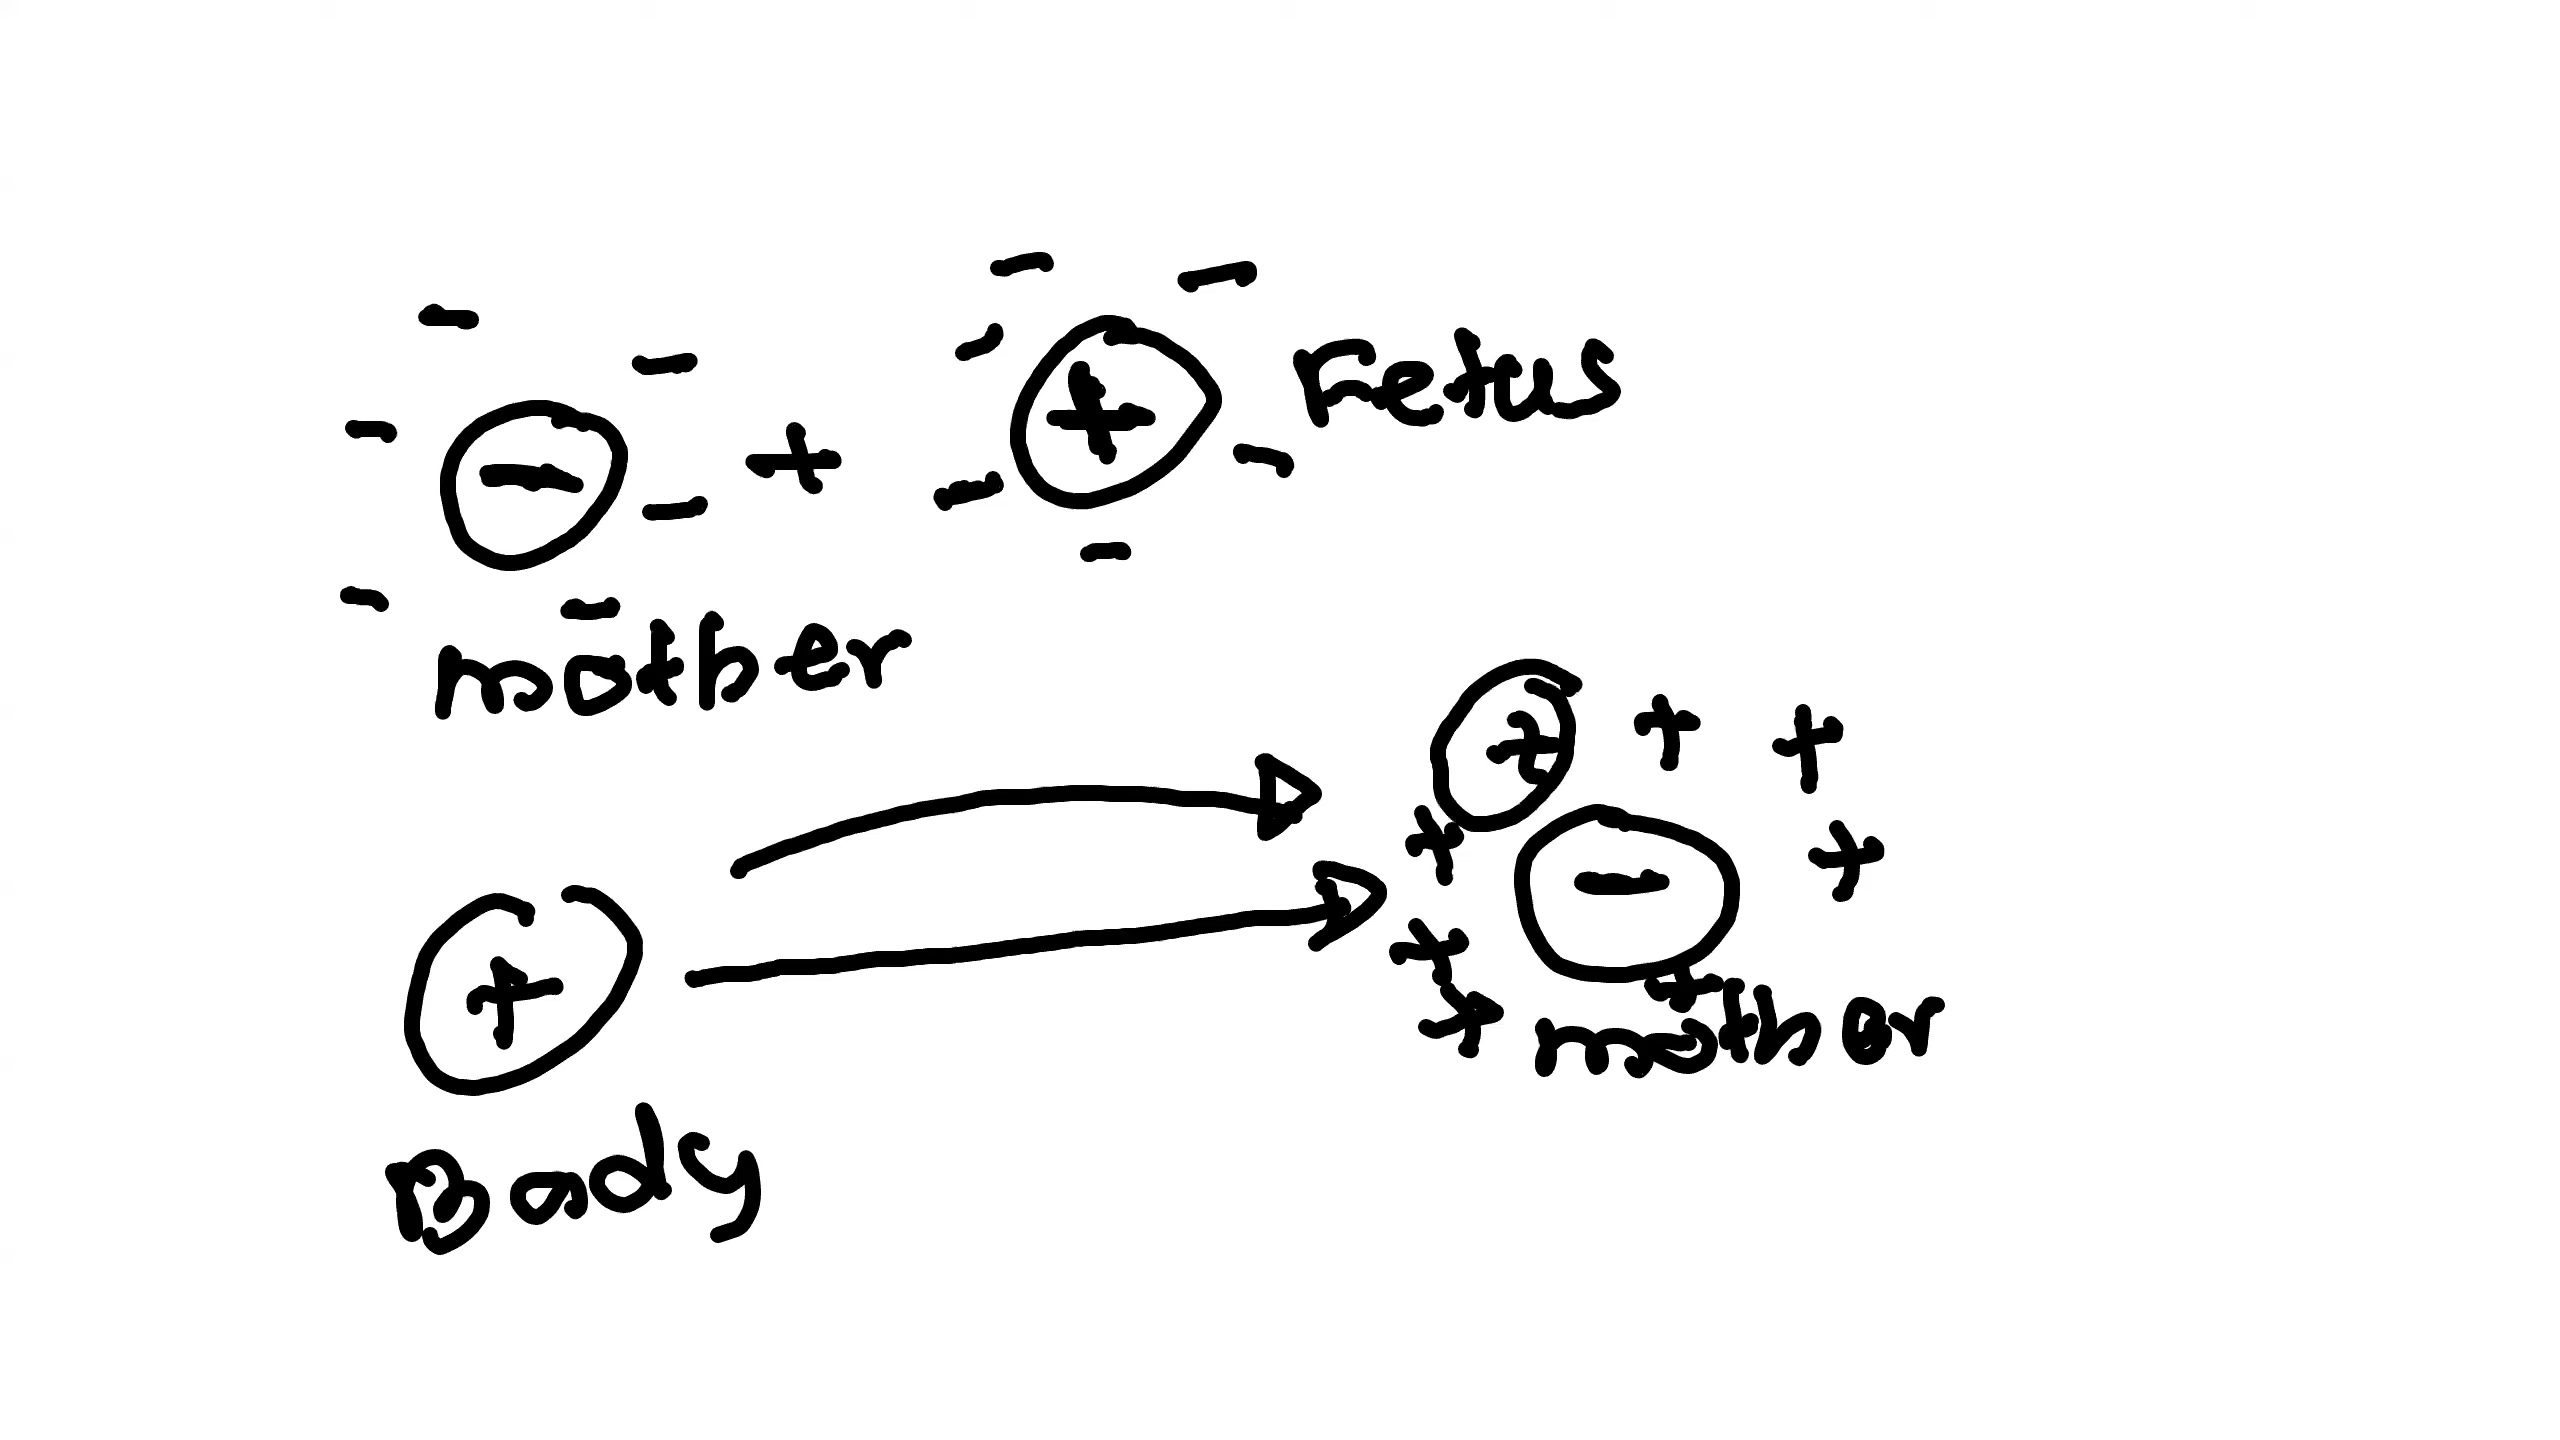 - - - -
- - + + Fetus
- - - -
- - -
mother
+ + +
+ - +
+ + +
+ mother
Body